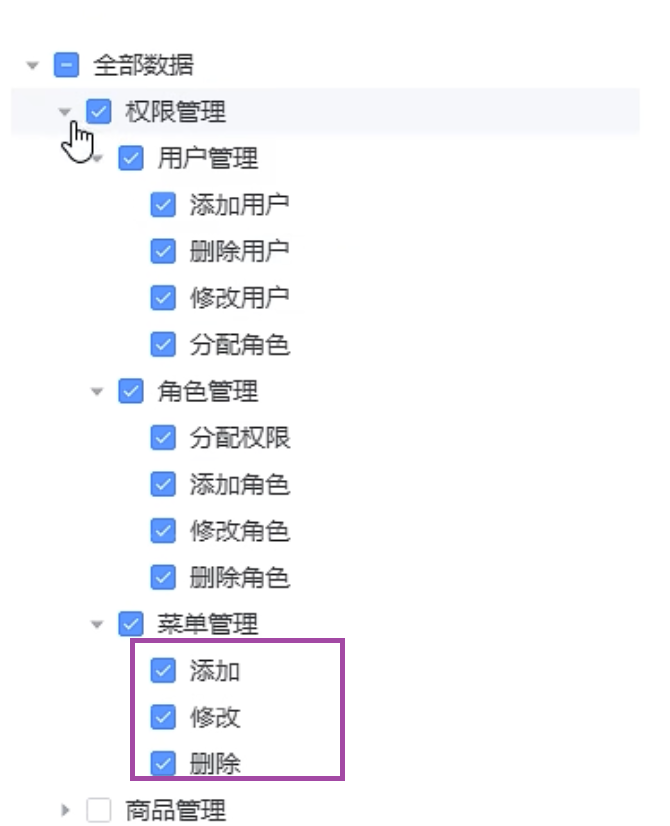 全部数据
权限管理
用户管理
添加用户
删除用户
修改用户
分配角色
角色管理
分配权限
添加角色
修改角色
删除角色
菜单管理
添加
修改
删除
商品管理